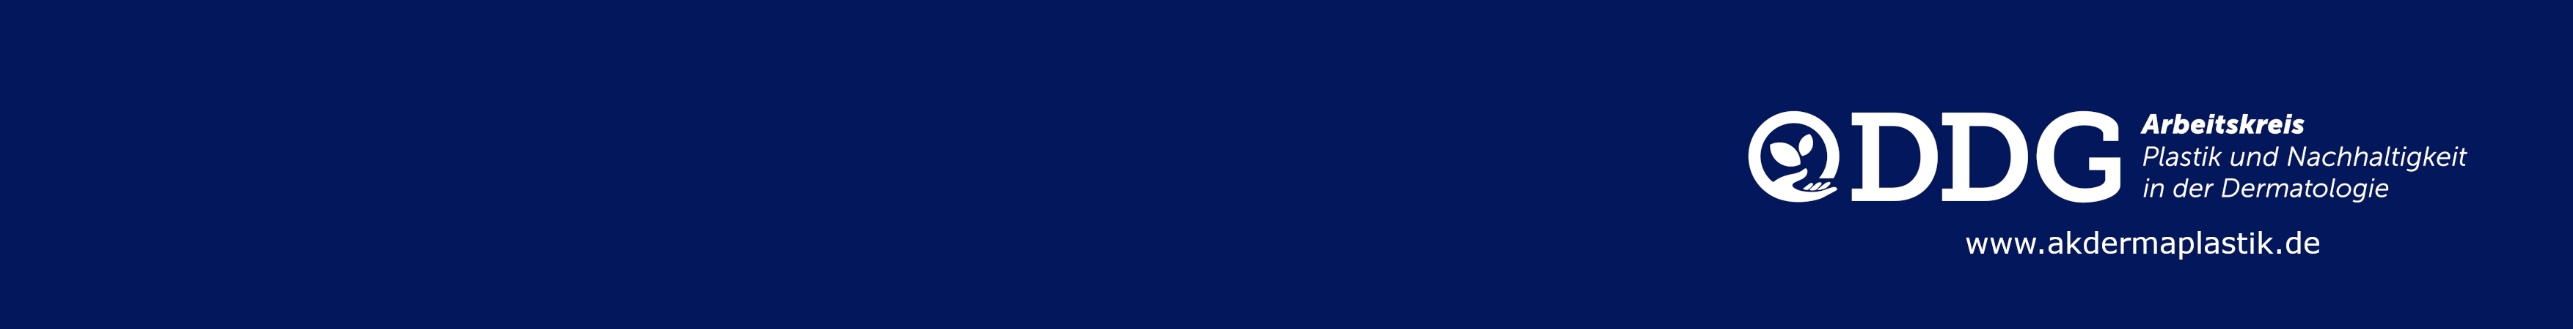 DDG
Arbeitskreis
Plastik und Nachhaltigkeit
in der Dermatologie
www.akdermaplastik.de